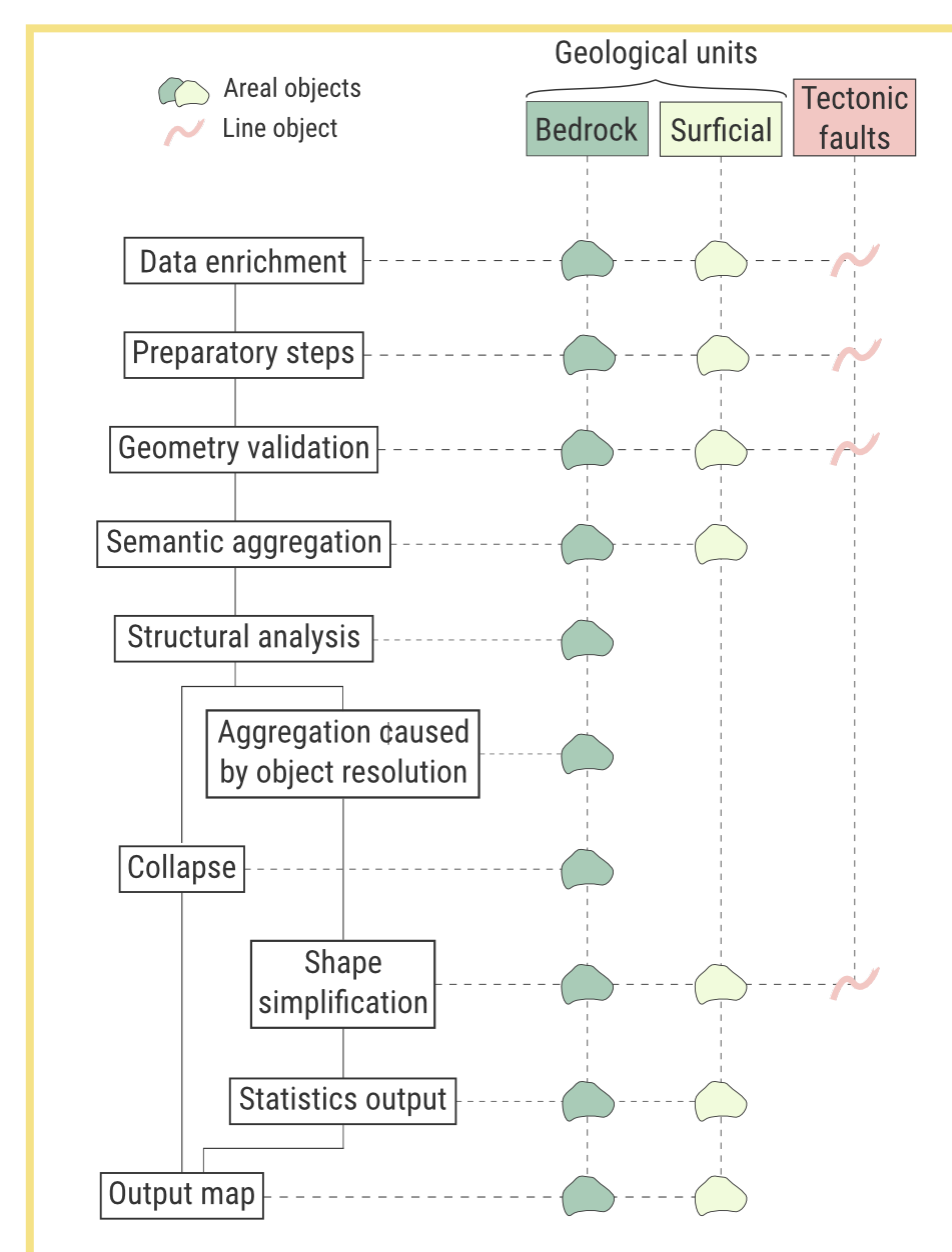 Geological units
Areal objects
Line object
Bedrock
Surficial
Tectonic
faults
Data enrichment
Preparatory steps
Geometry validation
Semantic aggregation
Structural analysis
Aggregation caused
by object resolution
Collapse
Shape
simplification
Statistics output
Output map